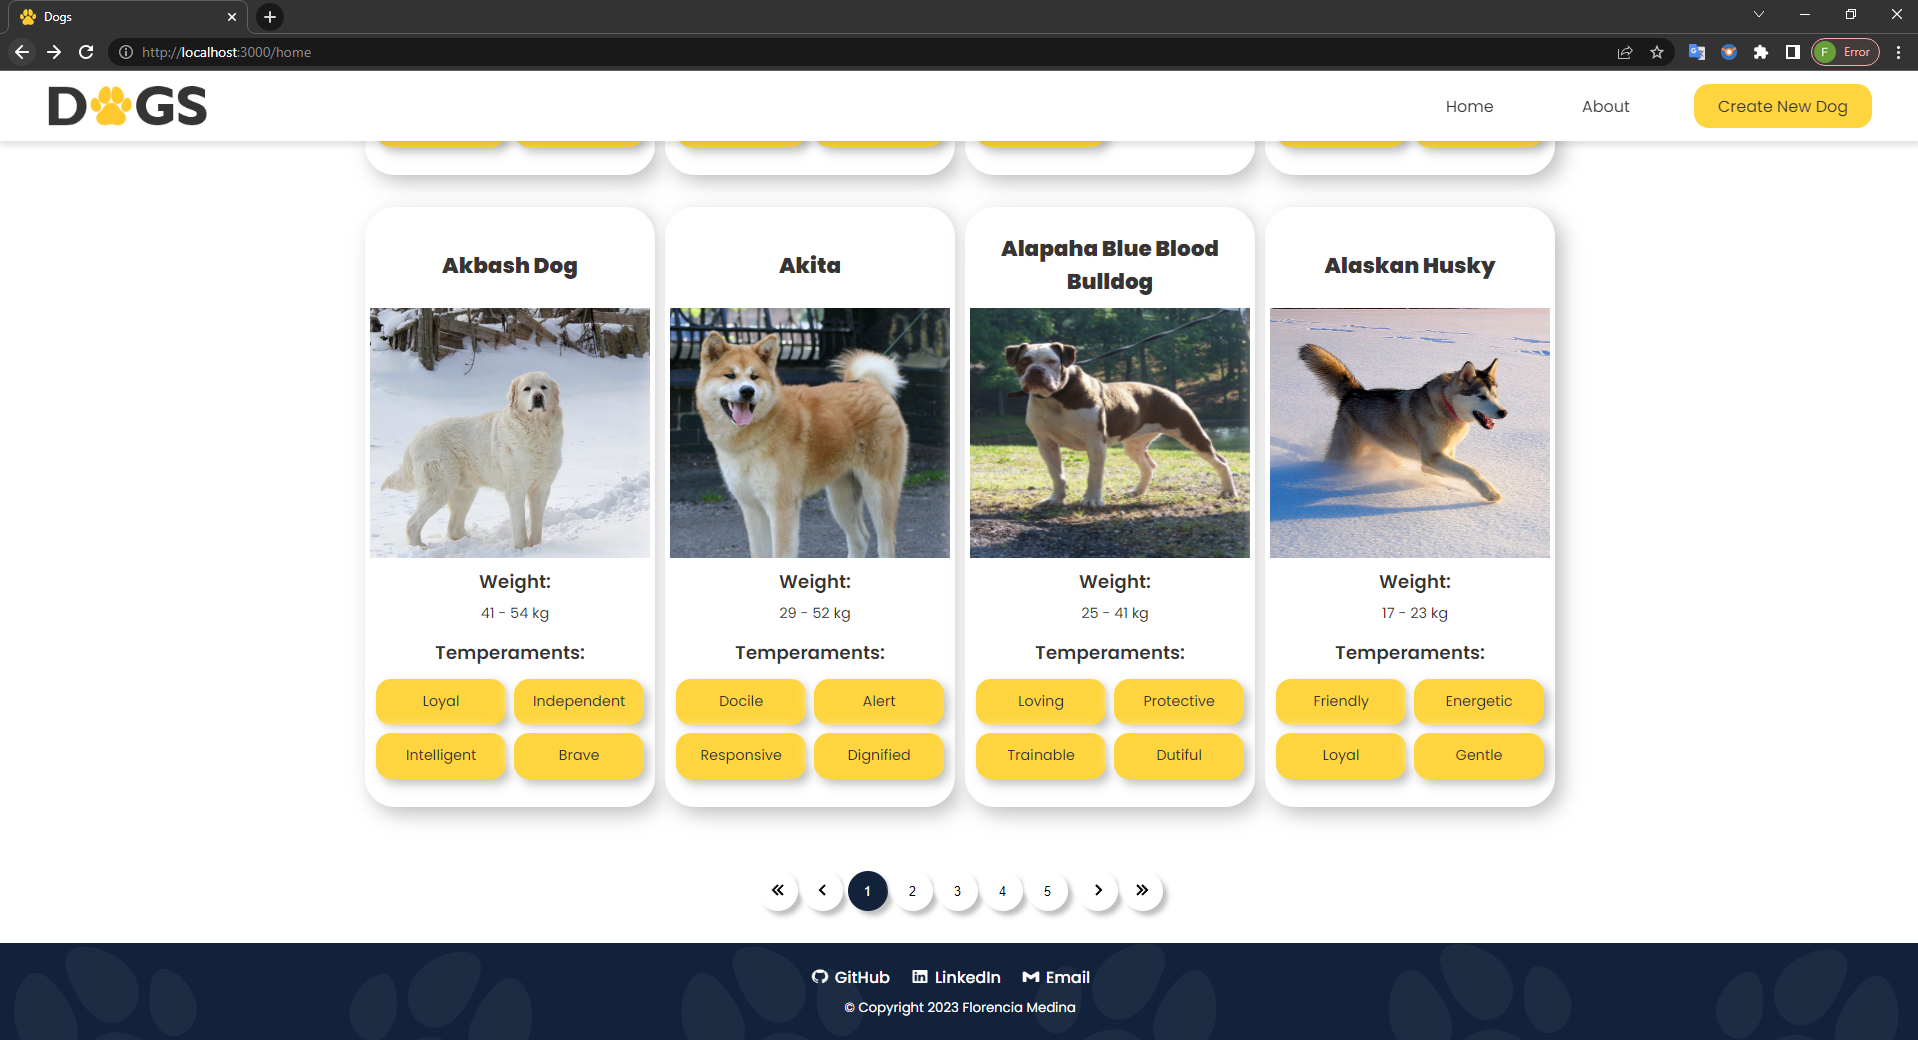 Dogs
http://localhost:3000/home
F Error
DOGS
Home About Create New Dog
Akbash Dog
Akita
Alapaha Blue Blood
Bulldog
Alaskan Husky
Weight:
41 - 54 kg
Temperaments:
Loyal Independent
Intelligent Brave
Weight:
29 - 52 kg
Temperaments:
Docile Alert
Responsive Dignified
Weight:
25 - 41 kg
Temperaments:
Loving Protective
Trainable Dutiful
Weight:
17 - 23 kg
Temperaments:
Friendly Energetic
Loyal Gentle
« ‹ 1 2 3 4 5 › »
GitHub LinkedIn Email
© Copyright 2023 Florencia Medina